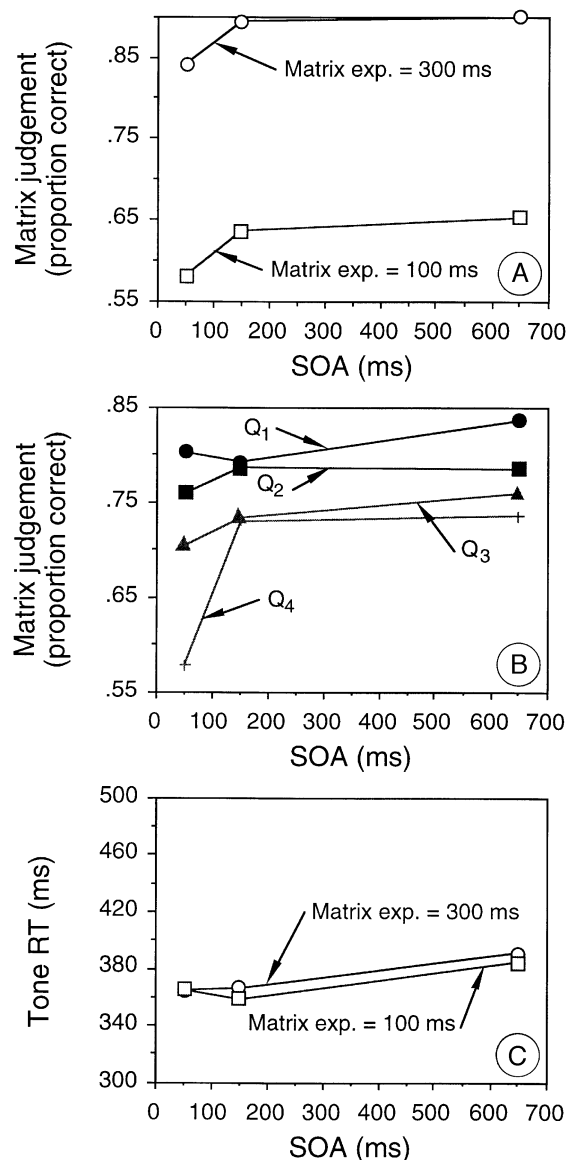 Matrix judgement
(proportion correct)
.85
.75
.65
.55
Matrix exp. = 300 ms
Matrix exp. = 100 ms
A
0 100 200 300 400 500 600 700
SOA (ms)
Matrix judgement
(proportion correct)
.85
.75
.65
.55
Q1
Q2
Q3
Q4
B
0 100 200 300 400 500 600 700
SOA (ms)
Tone RT (ms)
500
460
420
380
340
300
Matrix exp. = 300 ms
Matrix exp. = 100 ms
C
0 100 200 300 400 500 600 700
SOA (ms)